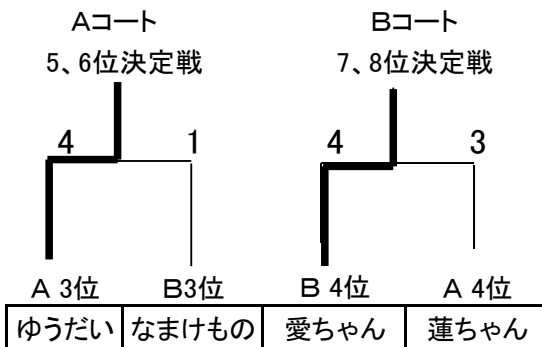 Aコート Bコート
5、6位決定戦 7、8位決定戦
4 1 4 3
A 3位 B3位 B 4位 A 4位
ゆうだい なまけもの 愛ちゃん 蓮ちゃん